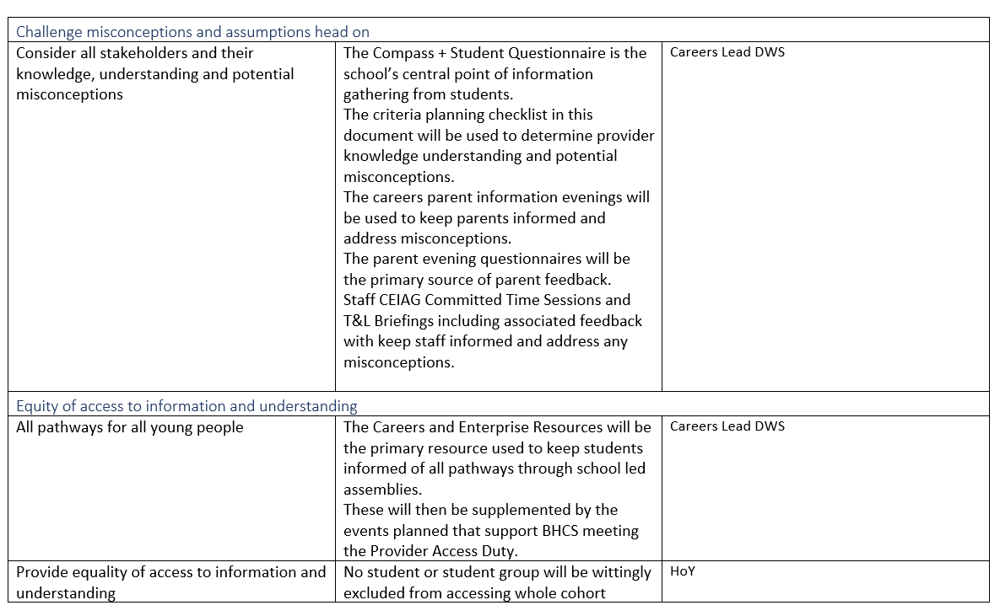 Challenge misconceptions and assumptions head on
Consider all stakeholders and their
knowledge, understanding and potential
misconceptions
The Compass + Student Questionnaire is the
school’s central point of information
gathering from students.
The criteria planning checklist in this
document will be used to determine provider
knowledge understanding and potential
misconceptions.
The careers parent information evenings will
be used to keep parents informed and
address misconceptions.
The parent evening questionnaires will be
the primary source of parent feedback.
Staff CEIAG Committed Time Sessions and
T&L Briefings including associated feedback
with keep staff informed and address any
misconceptions.
Careers Lead DWS
Equity of access to information and understanding
All pathways for all young people
The Careers and Enterprise Resources will be
the primary resource used to keep students
informed of all pathways through school led
assemblies.
These will then be supplemented by the
events planned that support BHCS meeting
the Provider Access Duty.
Careers Lead DWS
Provide equality of access to information and
understanding
No student or student group will be wittingly
excluded from accessing whole cohort
HoY